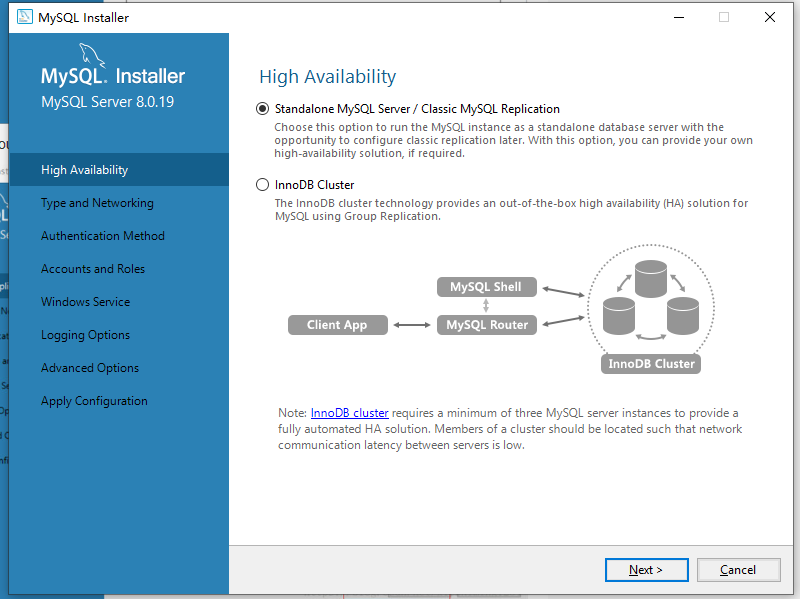 MySQL Installer
MySQL. Installer
MySQL Server 8.0.19
High Availability
Type and Networking
Authentication Method
Accounts and Roles
Windows Service
Logging Options
Advanced Options
Apply Configuration
High Availability
Standalone MySQL Server / Classic MySQL Replication
Choose this option to run the MySQL instance as a standalone database server with the
opportunity to configure classic replication later. With this option, you can provide your own
high-availability solution, if required.
InnoDB Cluster
The InnoDB cluster technology provides an out-of-the-box high availability (HA) solution for
MySQL using Group Replication.
MySQL Shell
Client App
MySQL Router
InnoDB Cluster
Note: InnoDB cluster requires a minimum of three MySQL server instances to provide a
fully automated HA solution. Members of a cluster should be located such that network
communication latency between servers is low.
Next >
Cancel